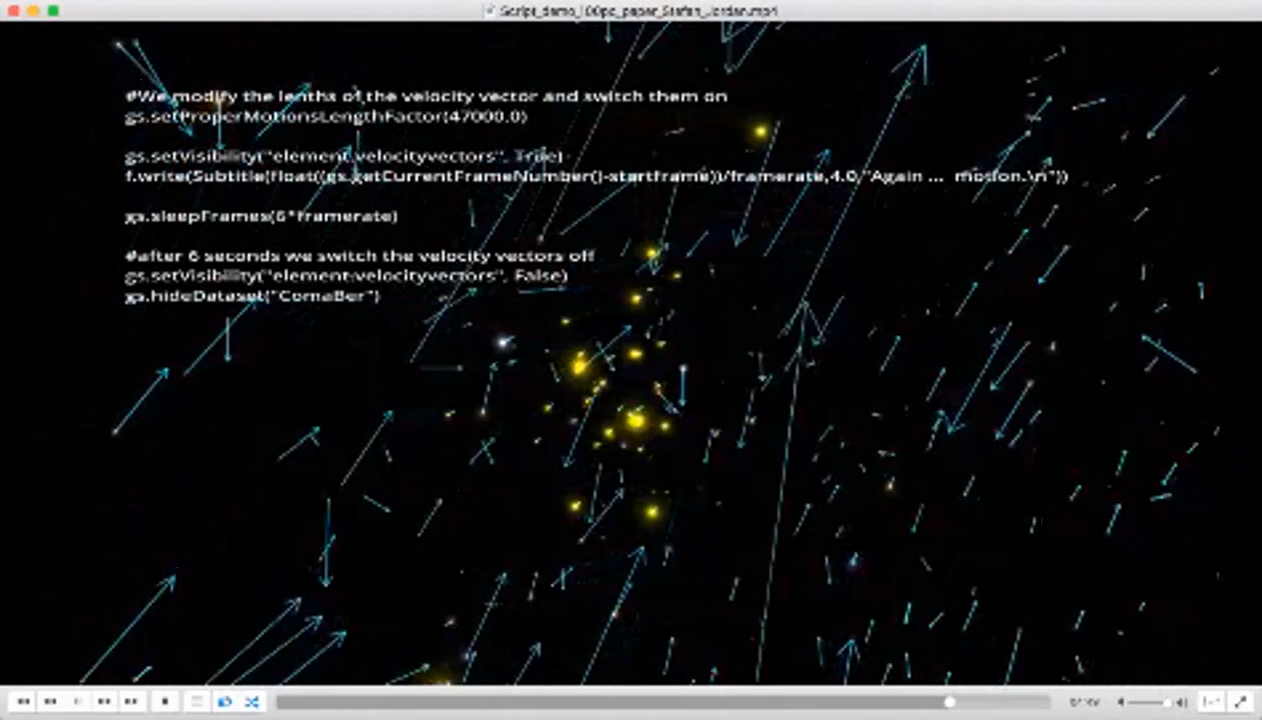 Script_demo_100pc_paper_Stefan_Jordan.mp4
#We modify the lenths of the velocity vector and switch them on
gs.setProperMotionsLengthFactor(47000.0)
gs.setVisibility("element.velocityvectors", True)
f.write(Subtitle(float((gs.getCurrentFrameNumber()-startframe))/framerate,4.0,"Again ... motion.\n"))
gs.sleepFrames(6*framerate)
#after 6 seconds we switch the velocity vectors off
gs.setVisibility("element.velocityvectors", False)
gs.hideDataset("ComaBer")